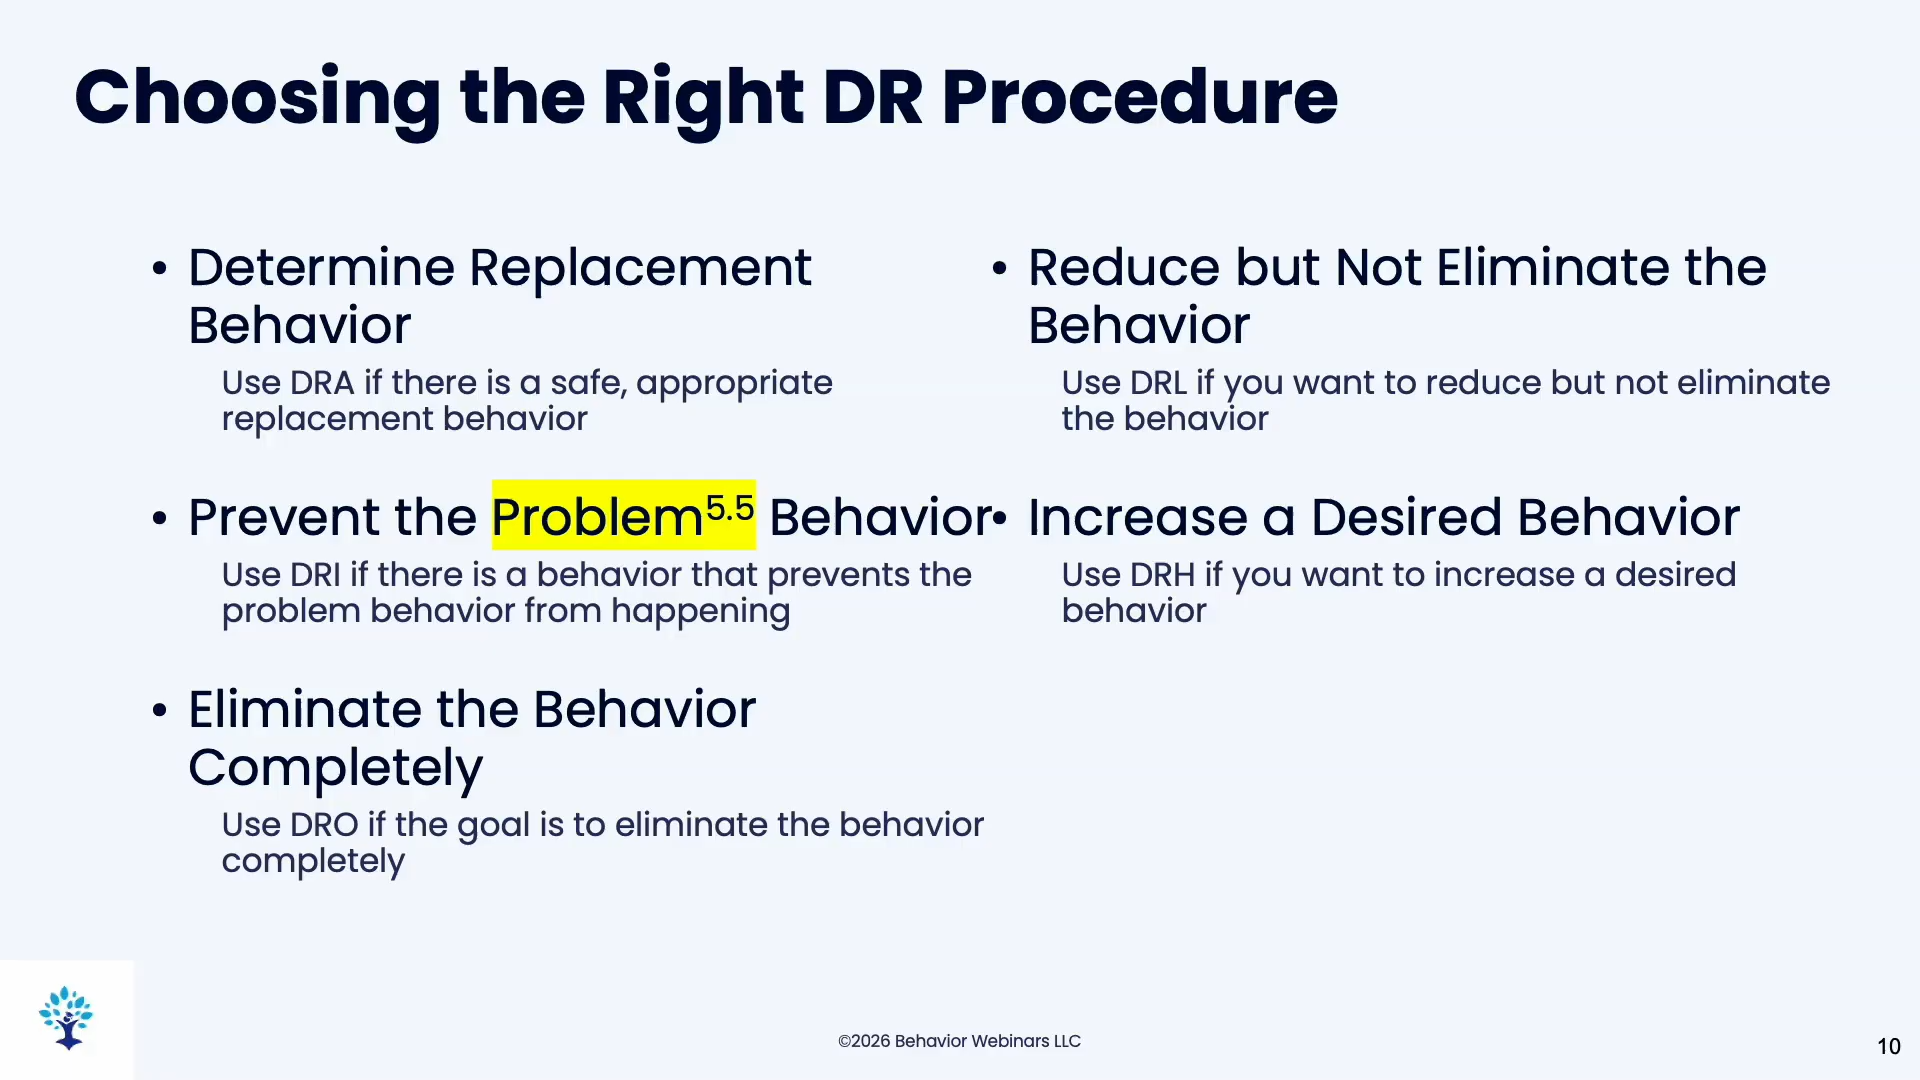 Choosing the Right DR Procedure
• Determine Replacement
Behavior
Use DRA if there is a safe, appropriate
replacement behavior
• Prevent the Problem5.5 Behavior
Use DRI if there is a behavior that prevents the
problem behavior from happening
• Eliminate the Behavior
Completely
Use DRO if the goal is to eliminate the behavior
completely
• Reduce but Not Eliminate the
Behavior
Use DRL if you want to reduce but not eliminate
the behavior
• Increase a Desired Behavior
Use DRH if you want to increase a desired
behavior
©2026 Behavior Webinars LLC
10